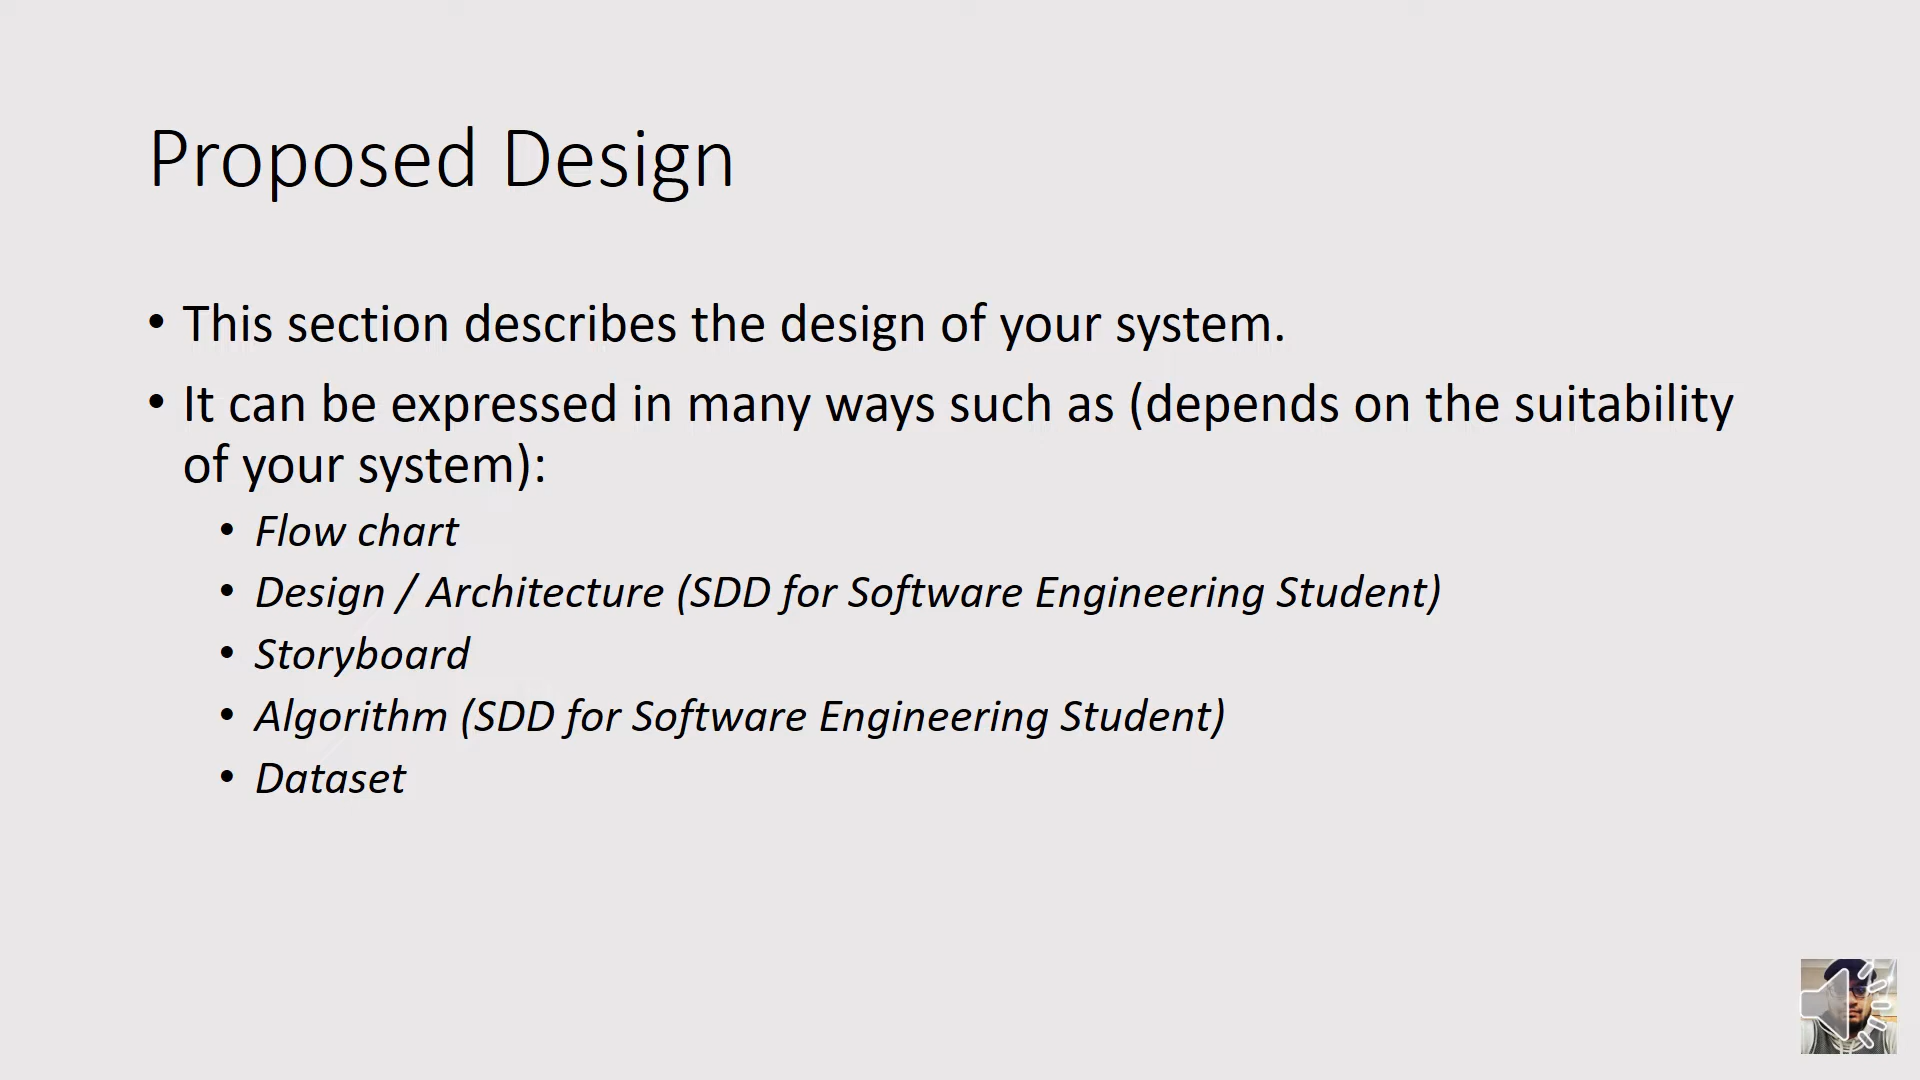 Proposed Design
• This section describes the design of your system.
• It can be expressed in many ways such as (depends on the suitability
of your system):
• Flow chart
• Design / Architecture (SDD for Software Engineering Student)
• Storyboard
• Algorithm (SDD for Software Engineering Student)
• Dataset